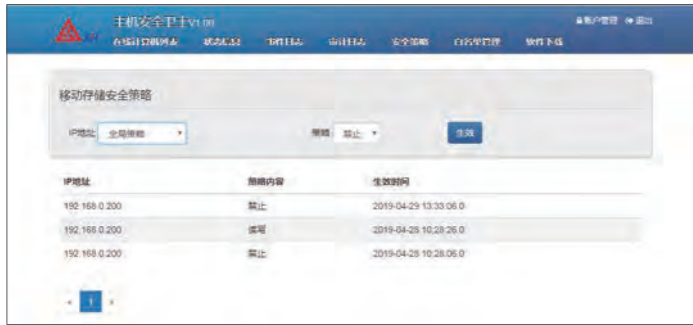 主机安全卫士V1.00
账户管理 退出
在线计算机列表 状态信息 事件日志 审计日志 安全策略 白名单管理 软件下载
移动存储安全策略
IP地址 全局策略 策略 禁止 生效
IP地址 策略内容 生效时间
192.168.0.200 禁止 2019-04-29 13:33:06.0
192.168.0.200 读写 2019-04-28 10:28:26.0
192.168.0.200 禁止 2019-04-28 10:28:06.0
« 1 »